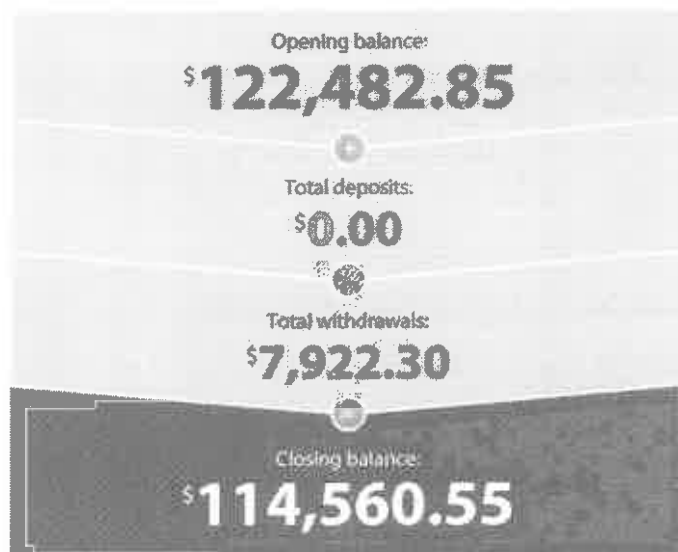 Opening balance:
$122,482.85
Total deposits:
$0.00
Total withdrawals:
$7,922.30
Closing balance:
$114,560.55